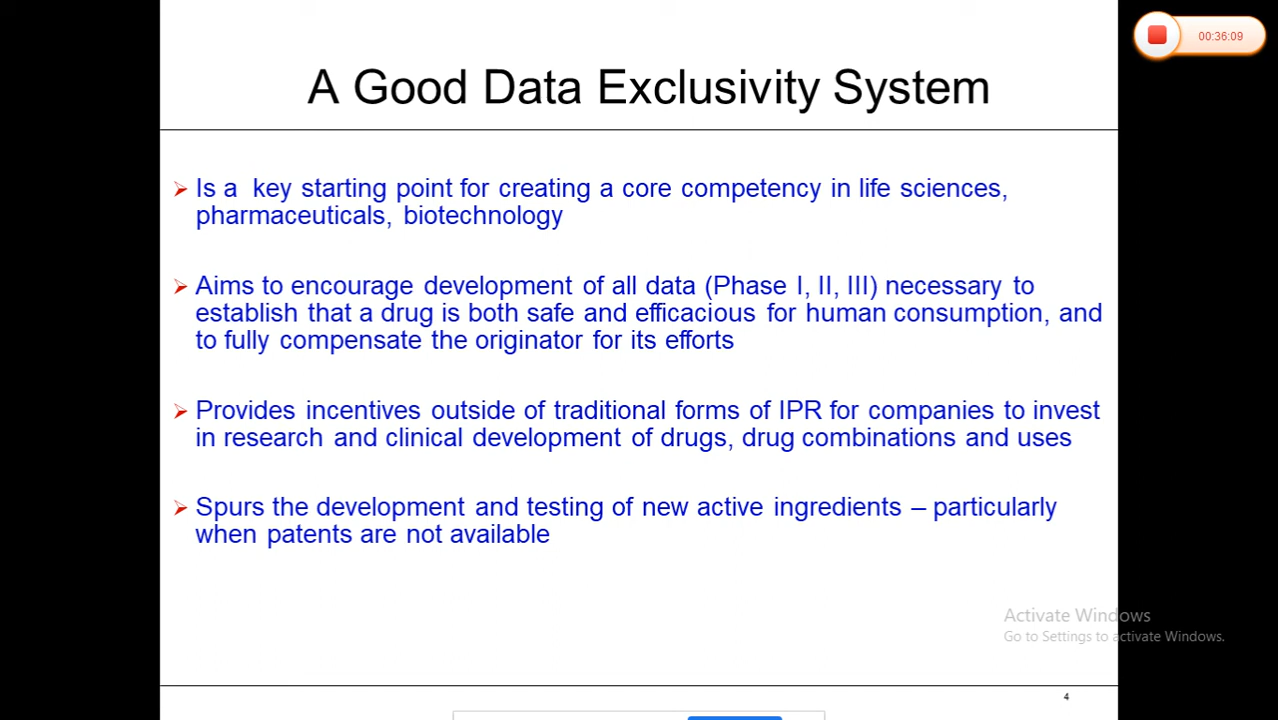 00:36:09
A Good Data Exclusivity System
Is a key starting point for creating a core competency in life sciences,
pharmaceuticals, biotechnology
Aims to encourage development of all data (Phase I, II, III) necessary to
establish that a drug is both safe and efficacious for human consumption, and
to fully compensate the originator for its efforts
Provides incentives outside of traditional forms of IPR for companies to invest
in research and clinical development of drugs, drug combinations and uses
Spurs the development and testing of new active ingredients – particularly
when patents are not available
Activate Windows
Go to Settings to activate Windows.
4